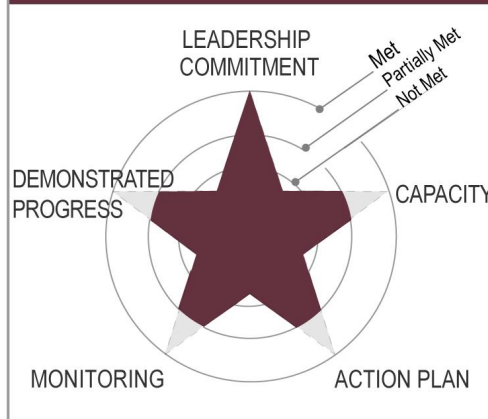 LEADERSHIP
COMMITMENT
Met
Partially Met
Not Met
DEMONSTRATED
PROGRESS
CAPACITY
MONITORING
ACTION PLAN